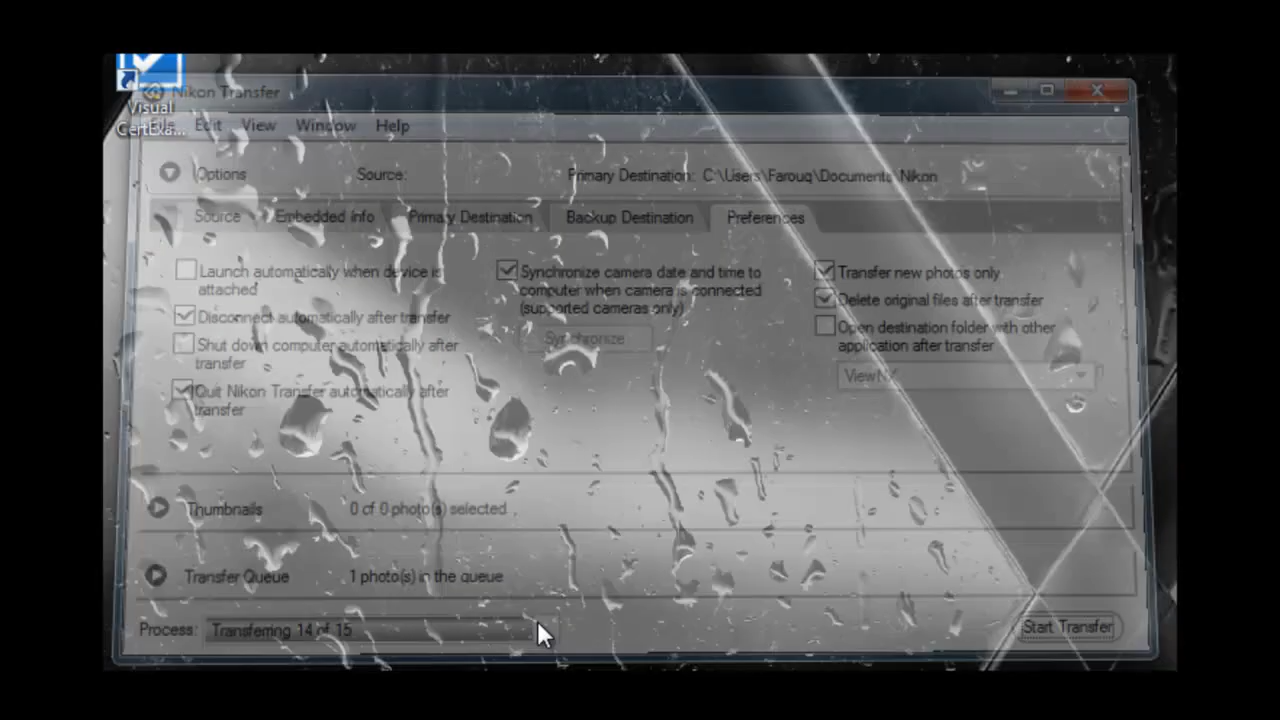 Visual
CertExa...
Nikon Transfer
File Edit View Window Help
Options Source: Primary Destination: C:\Users\Farouq\Documents\Nikon
Source Embedded Info Primary Destination Backup Destination Preferences
Launch automatically when device is
attached
Disconnect automatically after transfer
Shut down computer automatically after
transfer
Quit Nikon Transfer automatically after
transfer
Synchronize camera date and time to
computer when camera is connected
(supported cameras only)
Synchronize
Transfer new photos only
Delete original files after transfer
Open destination folder with other
application after transfer
ViewNX
Thumbnails 0 of 0 photo(s) selected .
Transfer Queue 1 photo(s) in the queue
Process: Transferring 14 of 15 Start Transfer